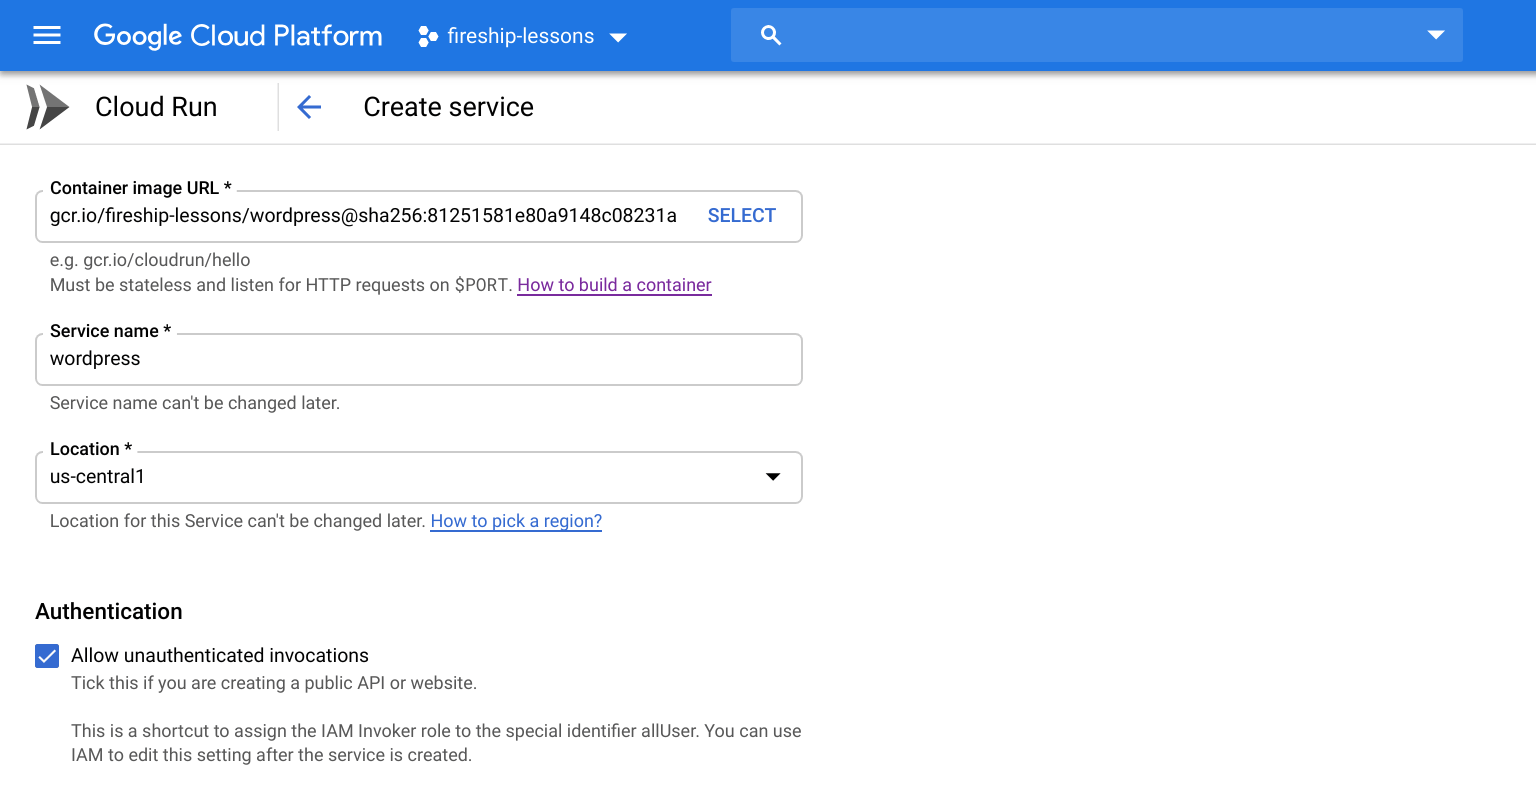 Google Cloud Platform fireship-lessons
Cloud Run Create service
Container image URL *
gcr.io/fireship-lessons/wordpress@sha256:81251581e80a9148c08231a SELECT
e.g. gcr.io/cloudrun/hello
Must be stateless and listen for HTTP requests on $PORT. How to build a container
Service name *
wordpress
Service name can't be changed later.
Location *
us-central1
Location for this Service can't be changed later. How to pick a region?
Authentication
Allow unauthenticated invocations
Tick this if you are creating a public API or website.
This is a shortcut to assign the IAM Invoker role to the special identifier allUser. You can use
IAM to edit this setting after the service is created.